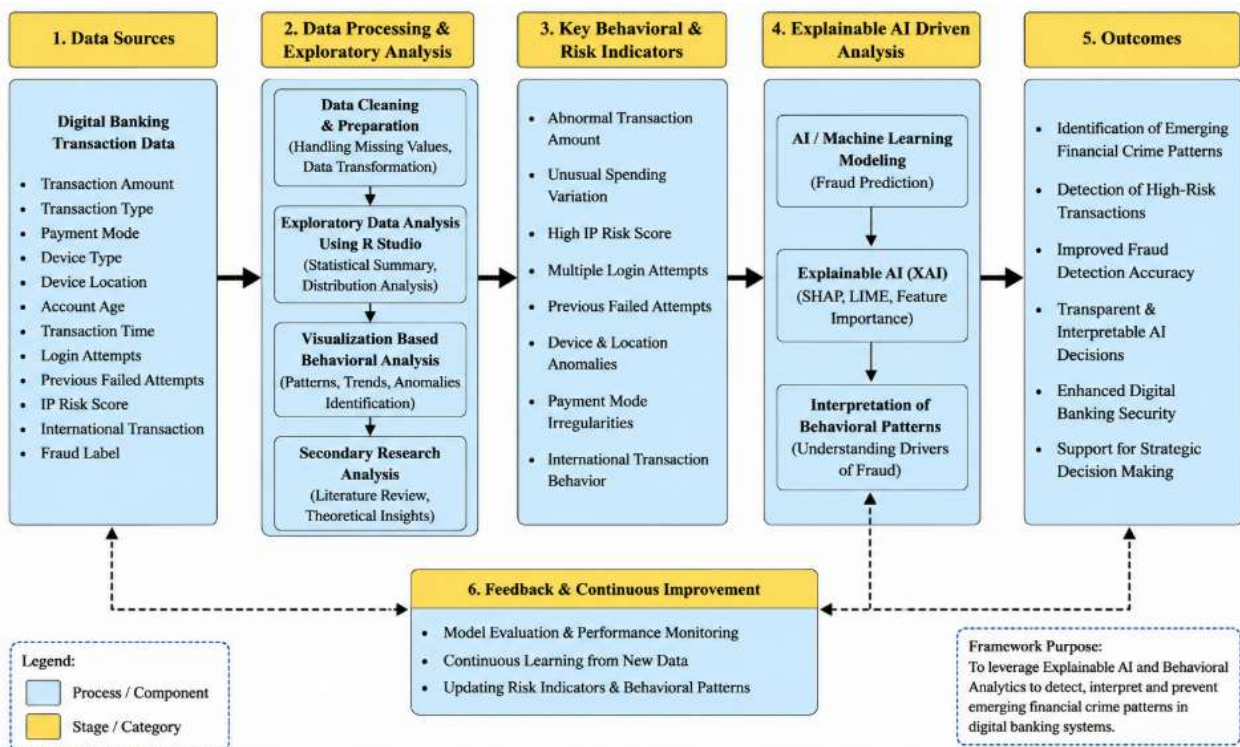 1. Data Sources
Digital Banking
Transaction Data
• Transaction Amount
• Transaction Type
• Payment Mode
• Device Type
• Device Location
• Account Age
• Transaction Time
• Login Attempts
• Previous Failed Attempts
• IP Risk Score
• International Transaction
• Fraud Label
2. Data Processing &
Exploratory Analysis
Data Cleaning
& Preparation
(Handling Missing Values,
Data Transformation)
Exploratory Data Analysis
Using R Studio
(Statistical Summary,
Distribution Analysis)
Visualization Based
Behavioral Analysis
(Patterns, Trends, Anomalies
Identification)
Secondary Research
Analysis
(Literature Review,
Theoretical Insights)
3. Key Behavioral &
Risk Indicators
• Abnormal Transaction
Amount
• Unusual Spending
Variation
• High IP Risk Score
• Multiple Login Attempts
• Previous Failed Attempts
• Device & Location
Anomalies
• Payment Mode
Irregularities
• International Transaction
Behavior
4. Explainable AI Driven
Analysis
AI / Machine Learning
Modeling
(Fraud Prediction)
Explainable AI (XAI)
(SHAP, LIME, Feature
Importance)
Interpretation of
Behavioral Patterns
(Understanding Drivers
of Fraud)
5. Outcomes
• Identification of Emerging
Financial Crime Patterns
• Detection of High-Risk
Transactions
• Improved Fraud
Detection Accuracy
• Transparent &
Interpretable AI
Decisions
• Enhanced Digital
Banking Security
• Support for Strategic
Decision Making
6. Feedback & Continuous Improvement
• Model Evaluation & Performance Monitoring
• Continuous Learning from New Data
• Updating Risk Indicators & Behavioral Patterns
Legend:
Process / Component
Stage / Category
Framework Purpose:
To leverage Explainable AI and Behavioral
Analytics to detect, interpret and prevent
emerging financial crime patterns in
digital banking systems.